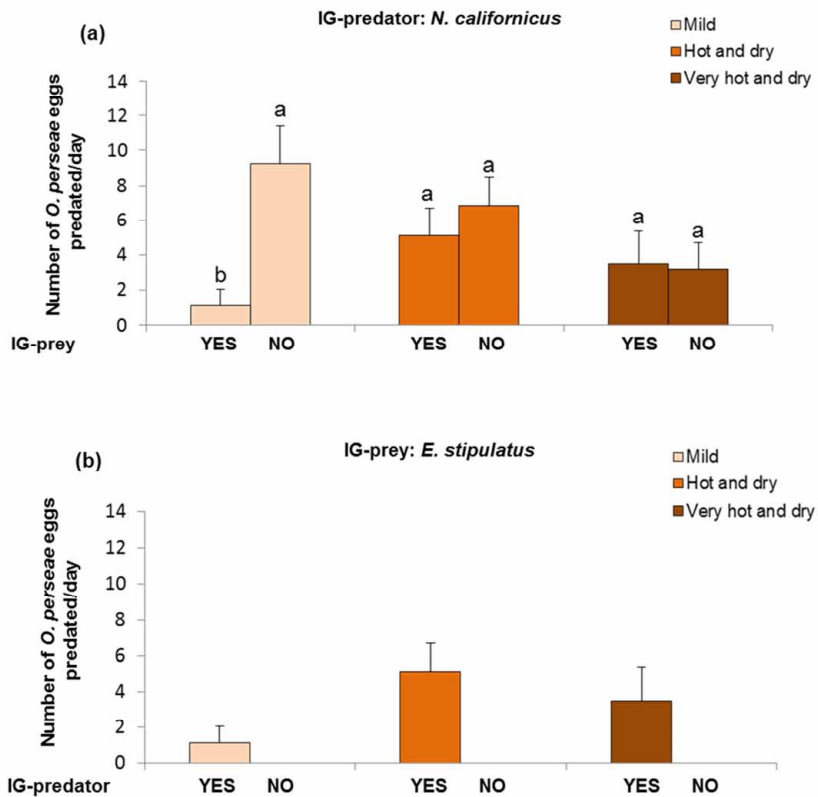 (a)
IG-predator: N. californicus
Mild
Hot and dry
Very hot and dry
Number of O. perseae eggs
predated/day
14
12
10
8
6
4
2
0
b
a
a
a
a
a
IG-prey
YES NO YES NO YES NO
(b)
IG-prey: E. stipulatus
Mild
Hot and dry
Very hot and dry
Number of O. perseae eggs
predated/day
14
12
10
8
6
4
2
0
IG-predator
YES NO YES NO YES NO